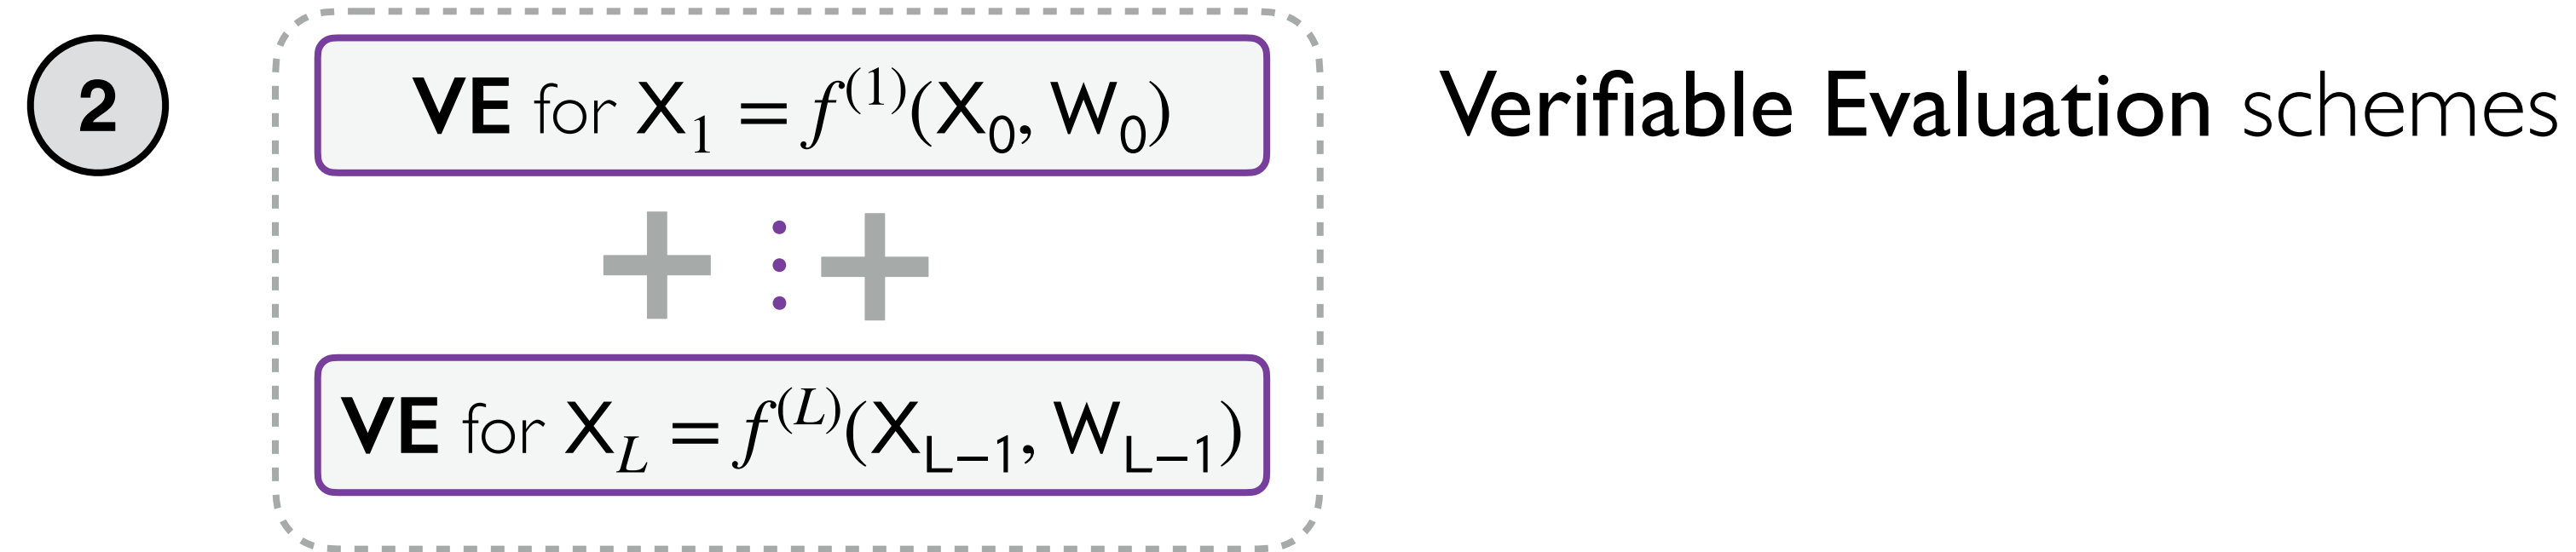 2
VE for X₁ = f⁽¹⁾(X₀, W₀)
Verifiable Evaluation schemes
+ ⋮ +
VE for X_L = f^(L)(X_{L−1}, W_{L−1})